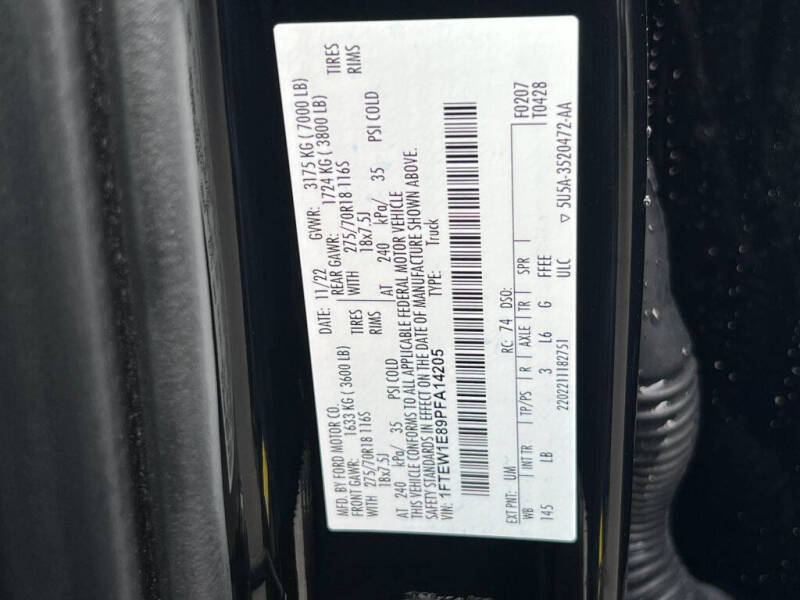 MFD. BY FORD MOTOR CO.
DATE: 11/22 GVWR: 3175 KG ( 7000 LB)
FRONT GAWR: 1633 KG ( 3600 LB) REAR GAWR: 1724 KG ( 3800 LB)
WITH 275/70R18 116S TIRES WITH 275/70R18 116S TIRES
18x7.5J RIMS 18x7.5J RIMS
AT 240 kPa/ 35 PSI COLD AT 240 kPa/ 35 PSI COLD
THIS VEHICLE CONFORMS TO ALL APPLICABLE FEDERAL MOTOR VEHICLE
SAFETY STANDARDS IN EFFECT ON THE DATE OF MANUFACTURE SHOWN ABOVE.
VIN: 1FTEW1E89PFA14205 TYPE: Truck
F0207
EXT PNT: UM RC: 74 DSO: T0428
WB INT TR TP/PS R AXLE TR SPR
145 LB 3 L6 G FFEE
2202211182751 ULC ▽ 5U5A-3520472-AA